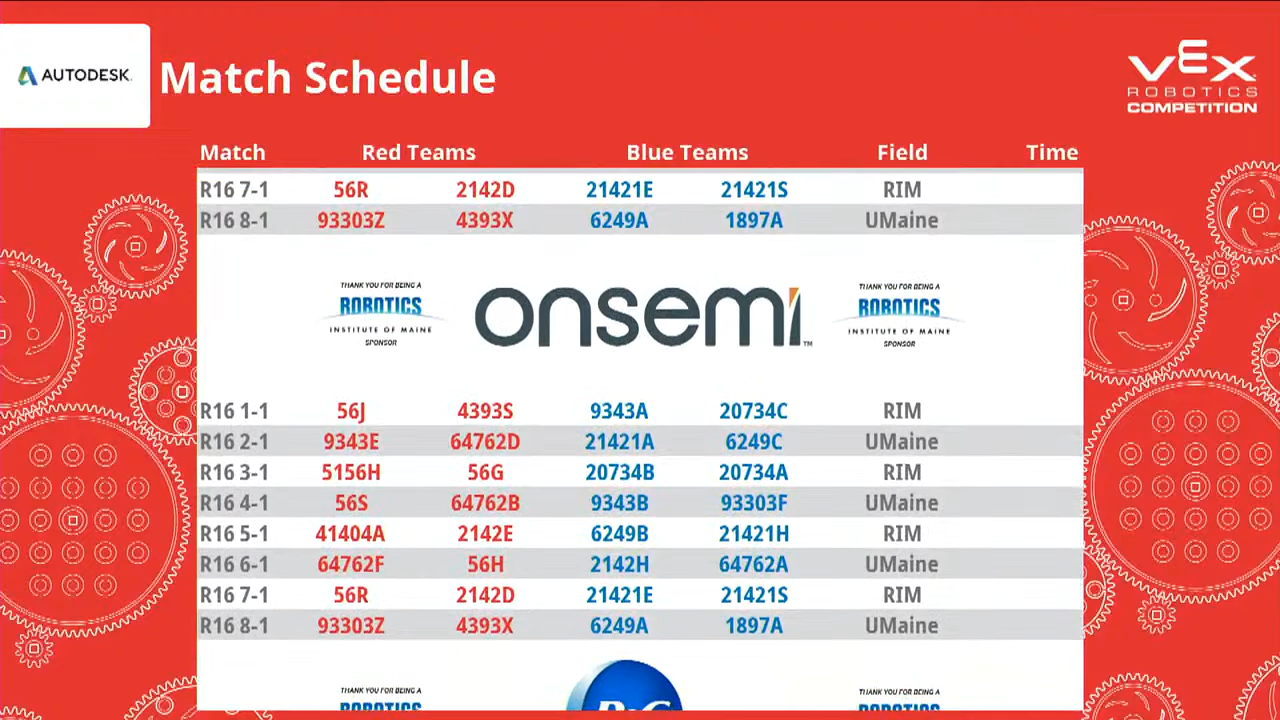 AUTODESK
Match Schedule
VEX
ROBOTICS
COMPETITION
Match Red Teams Blue Teams Field Time
R16 7-1 56R 2142D 21421E 21421S RIM
R16 8-1 93303Z 4393X 6249A 1897A UMaine
THANK YOU FOR BEING A
ROBOTICS
INSTITUTE OF MAINE
SPONSOR
onsemi™
THANK YOU FOR BEING A
ROBOTICS
INSTITUTE OF MAINE
SPONSOR
R16 1-1 56J 4393S 9343A 20734C RIM
R16 2-1 9343E 64762D 21421A 6249C UMaine
R16 3-1 5156H 56G 20734B 20734A RIM
R16 4-1 56S 64762B 9343B 93303F UMaine
R16 5-1 41404A 2142E 6249B 21421H RIM
R16 6-1 64762F 56H 2142H 64762A UMaine
R16 7-1 56R 2142D 21421E 21421S RIM
R16 8-1 93303Z 4393X 6249A 1897A UMaine
THANK YOU FOR BEING A
ROBOTICS
P&G
THANK YOU FOR BEING A
ROBOTICS